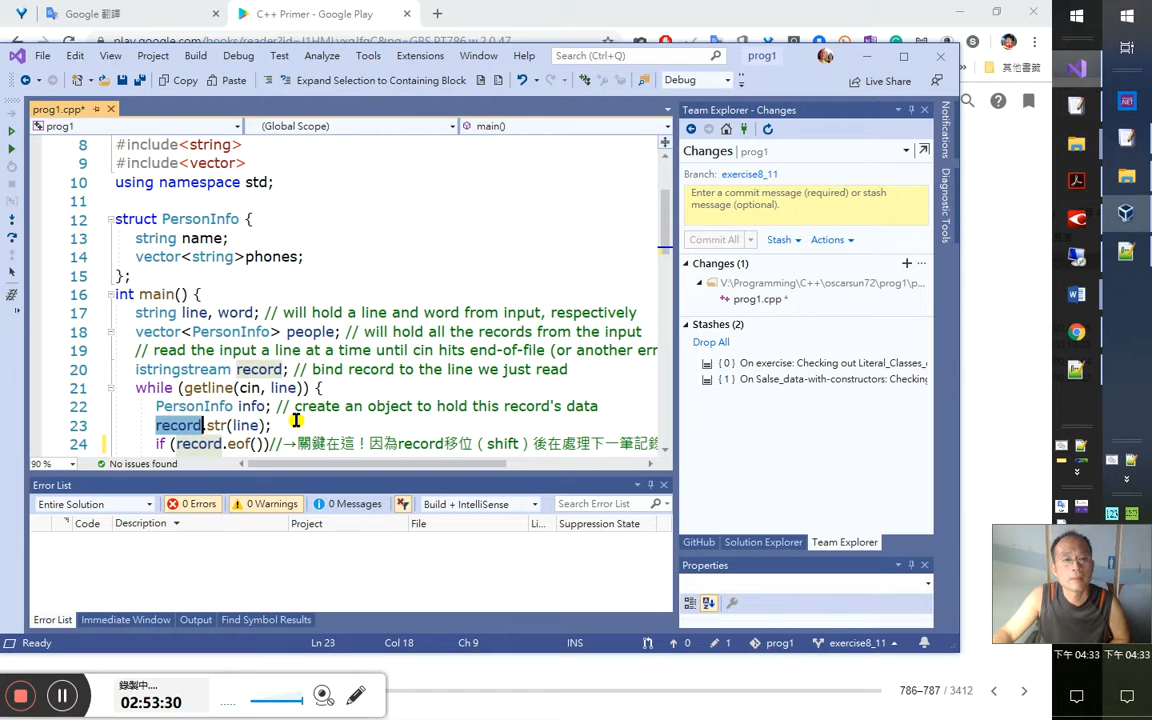 Google 翻譯
C++ Primer - Google Play
其他書籤
File Edit View Project Build Debug Test Analyze Tools Extensions Window Help
Search (Ctrl+Q)
prog1
Copy Paste Expand Selection to Containing Block
Debug
Live Share
prog1.cpp*
prog1 (Global Scope) main()
8 #include<string>
9 #include<vector>
10 using namespace std;
11
12 struct PersonInfo {
13 string name;
14 vector<string>phones;
15 };
16 int main() {
17 string line, word; // will hold a line and word from input, respectively
18 vector<PersonInfo> people; // will hold all the records from the input
19 // read the input a line at a time until cin hits end-of-file (or another err
20 istringstream record; // bind record to the line we just read
21 while (getline(cin, line)) {
22 PersonInfo info; // create an object to hold this record's data
23 record.str(line);
24 if (record.eof())//→關鍵在這！因為record移位（shift）後在處理下一筆記錄
90 % No issues found
Error List
Entire Solution 0 Errors 0 Warnings 0 Messages Build + IntelliSense Search Error List
Code Description Project File Li... Suppression State
Error List Immediate Window Output Find Symbol Results
Ready Ln 23 Col 18 Ch 9 INS 0 1 prog1 exercise8_11
Team Explorer - Changes
Changes | prog1
Branch: exercise8_11
Enter a commit message (required) or stash
message (optional).
Commit All Stash Actions
Changes (1)
V:\Programming\C++\oscarsun72\prog1\p...
prog1.cpp *
Stashes (2)
Drop All
{ 0 } On exercise: Checking out Literal_Classes_
{ 1 } On Salse_data-with-constructors: Checking
GitHub Solution Explorer Team Explorer
Properties
Notifications
Diagnostic Tools
錄製中....
02:53:30
786–787 / 3412
下午 04:33
下午 04:33